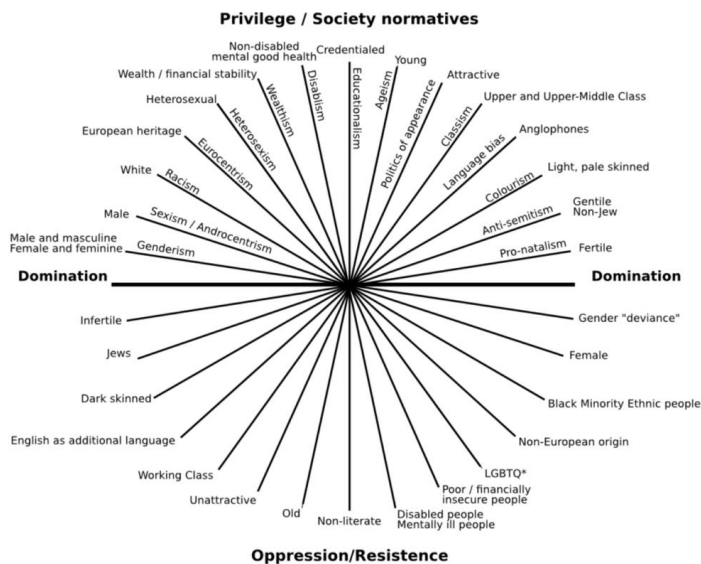 Privilege / Society normatives
Non-disabled
mental good health
Credentialed
Young
Wealth / financial stability
Attractive
Heterosexual
Upper and Upper-Middle Class
European heritage
Anglophones
White
Light, pale skinned
Male
Gentile
Non-Jew
Male and masculine
Female and feminine
Fertile
Genderism
Sexism / Androcentrism
Racism
Eurocentrism
Heterosexism
Wealthism
Disablism
Educationalism
Ageism
Politics of appearance
Classism
Language bias
Colourism
Anti-semitism
Pro-natalism
Domination
Domination
Infertile
Gender "deviance"
Jews
Female
Dark skinned
Black Minority Ethnic people
English as additional language
Non-European origin
Working Class
LGBTQ*
Unattractive
Poor / financially
insecure people
Old
Non-literate
Disabled people
Mentally ill people
Oppression/Resistence